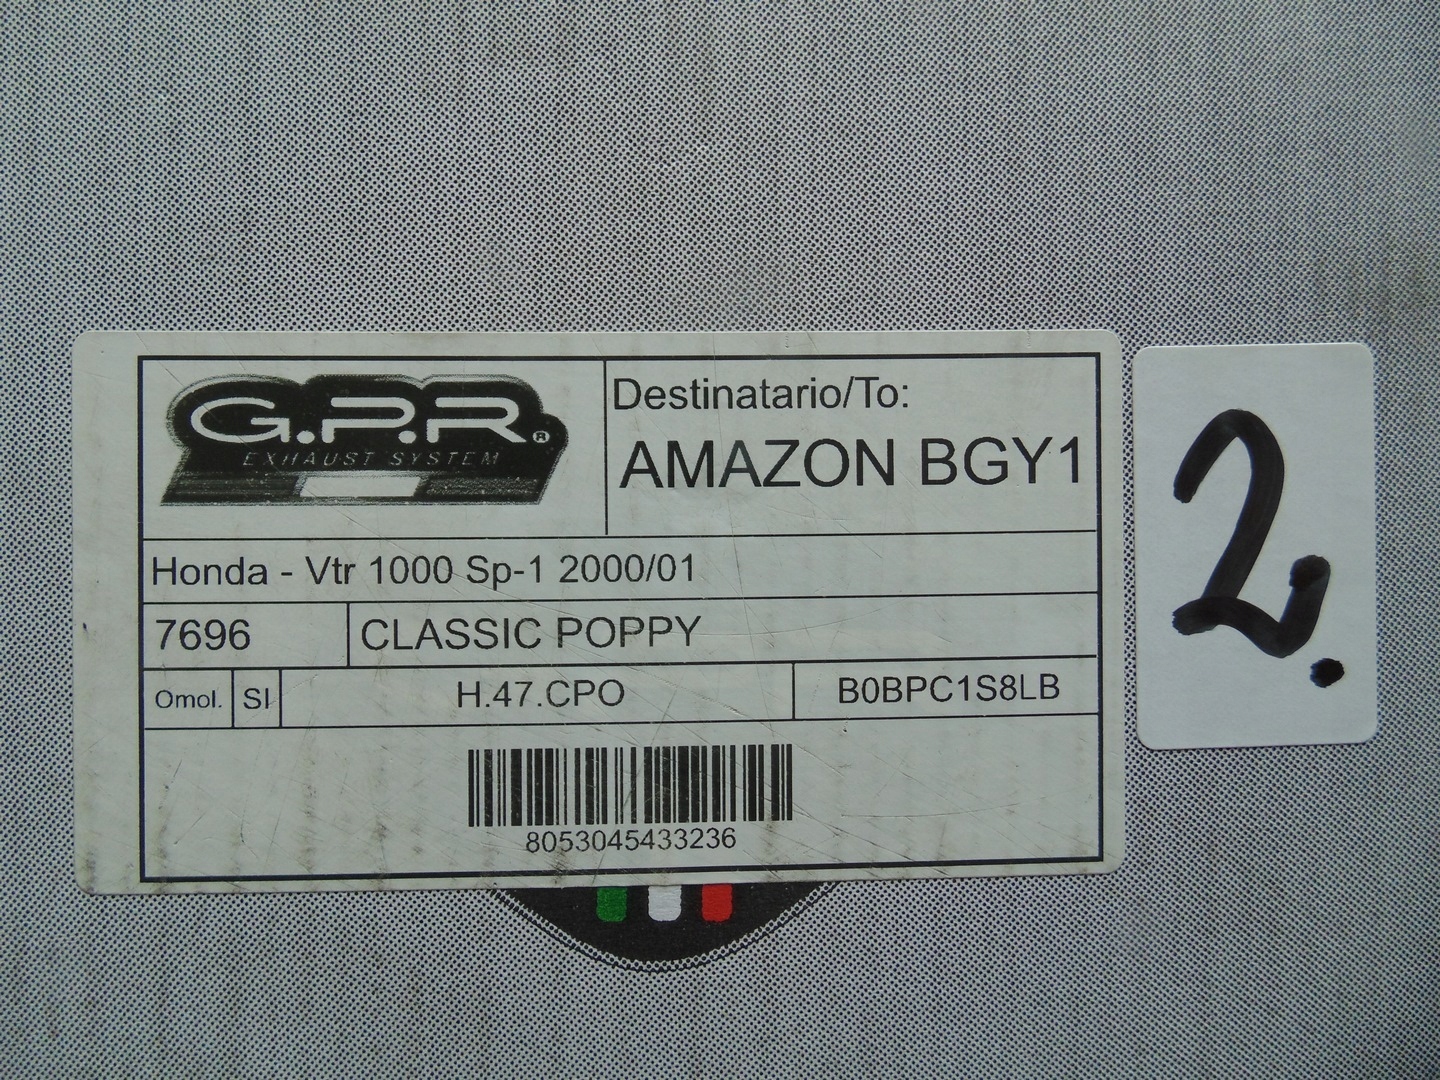 G.P.R.®
EXHAUST SYSTEM
Destinatario/To:
AMAZON BGY1
Honda - Vtr 1000 Sp-1 2000/01
7696 CLASSIC POPPY
Omol. SI H.47.CPO B0BPC1S8LB
8053045433236
2.